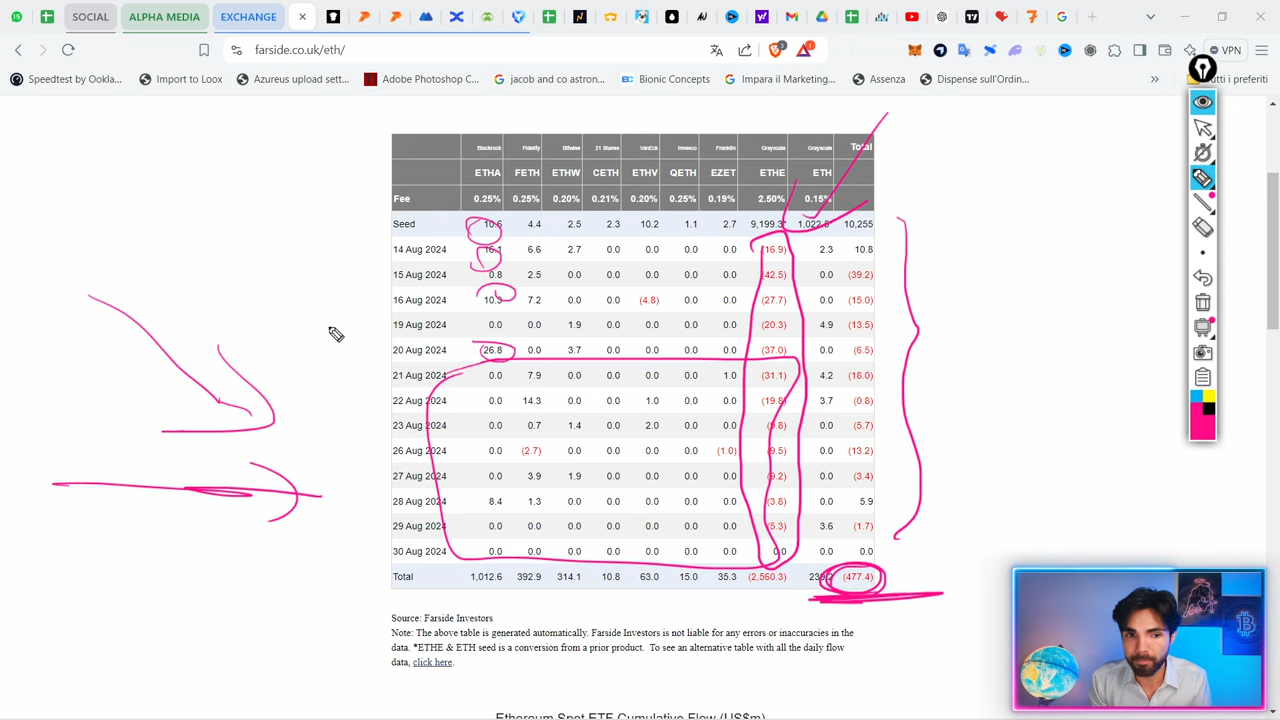 SOCIAL ALPHA MEDIA EXCHANGE
farside.co.uk/eth/ VPN
Speedtest by Ookla... Import to Loox Azureus upload sett... Adobe Photoshop C... jacob and co astron... Bionic Concepts Impara il Marketing... Assenza Dispense sull'Ordin... » Tutti i preferiti
Blackrock Fidelity Bitwise 21 Shares VanEck Invesco Franklin Grayscale Grayscale Total
ETHA FETH ETHW CETH ETHV QETH EZET ETHE ETH
Fee 0.25% 0.25% 0.20% 0.21% 0.20% 0.25% 0.19% 2.50% 0.15%
Seed 10.6 4.4 2.5 2.3 10.2 1.1 2.7 9,199.3* 10,255
14 Aug 2024 16.1 6.6 2.7 0.0 0.0 0.0 0.0 (16.9) 2.3 10.8
15 Aug 2024 0.8 2.5 0.0 0.0 0.0 0.0 0.0 (42.5) 0.0 (39.2)
16 Aug 2024 10.3 7.2 0.0 0.0 (4.8) 0.0 0.0 (27.7) 0.0 (15.0)
19 Aug 2024 0.0 0.0 1.9 0.0 0.0 0.0 0.0 (20.3) 4.9 (13.5)
20 Aug 2024 26.8 0.0 3.7 0.0 0.0 0.0 0.0 (37.0) 0.0 (6.5)
21 Aug 2024 0.0 7.9 0.0 0.0 0.0 0.0 1.0 (31.1) 4.2 (18.0)
22 Aug 2024 0.0 14.3 0.0 0.0 1.0 0.0 0.0 (19.8) 3.7 (0.8)
23 Aug 2024 0.0 0.7 1.4 0.0 2.0 0.0 0.0 (9.8) 0.0 (5.7)
26 Aug 2024 0.0 (2.7) 0.0 0.0 0.0 0.0 (1.0) (9.5) 0.0 (13.2)
27 Aug 2024 0.0 3.9 1.9 0.0 0.0 0.0 0.0 (9.2) 0.0 (3.4)
28 Aug 2024 8.4 1.3 0.0 0.0 0.0 0.0 0.0 (3.8) 0.0 5.9
29 Aug 2024 0.0 0.0 0.0 0.0 0.0 0.0 0.0 (5.3) 3.6 (1.7)
30 Aug 2024 0.0 0.0 0.0 0.0 0.0 0.0 0.0 0.0 0.0 0.0
Total 1,012.6 392.9 314.1 10.8 63.0 15.0 35.3 (2,560.3) (477.4)
Source: Farside Investors
Note: The above table is generated automatically. Farside Investors is not liable for any errors or inaccuracies in the
data. *ETHE & ETH seed is a conversion from a prior product. To see an alternative table with all the daily flow
data, click here.
Ethereum Spot ETF Cumulative Flow (US$m)